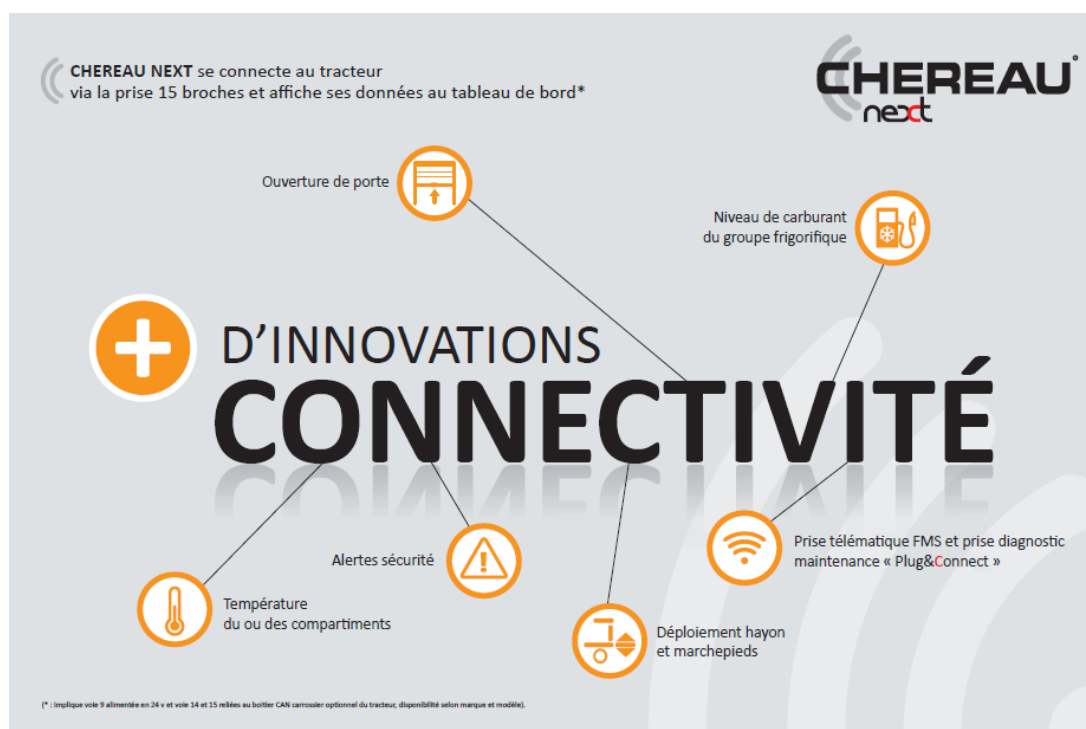 CHEREAU NEXT se connecte au tracteur
via la prise 15 broches et affiche ses données au tableau de bord*
CHEREAU
next
Ouverture de porte
Niveau de carburant
du groupe frigorifique
D'INNOVATIONS
CONNECTIVITÉ
Alertes sécurité
Prise télématique FMS et prise diagnostic
maintenance « Plug&Connect »
Température
du ou des compartiments
Déploiement hayon
et marchepieds
(* : Implique voie 9 alimentée en 24 v et voie 14 et 15 reliées au boîtier CAN carrossier optionnel du tracteur, disponibilité selon marque et modèle).